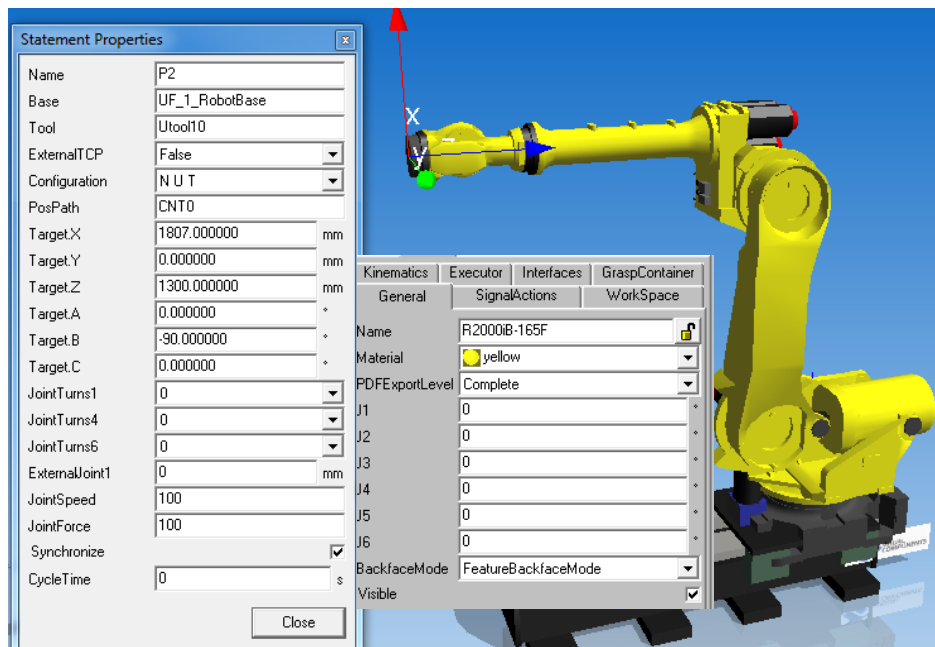 Statement Properties
Name P2
Base UF_1_RobotBase
Tool Utool10
ExternalTCP False
Configuration N U T
PosPath CNT0
Target.X 1807.000000 mm
Target.Y 0.000000 mm
Target.Z 1300.000000 mm
Target.A 0.000000 °
Target.B -90.000000 °
Target.C 0.000000 °
JointTurns1 0
JointTurns4 0
JointTurns6 0
ExternalJoint1 0 mm
JointSpeed 100
JointForce 100
Synchronize
CycleTime 0 s
Close
Kinematics Executor Interfaces GraspContainer
General SignalActions WorkSpace
Name R2000iB-165F
Material yellow
PDFExportLevel Complete
J1 0 °
J2 0 °
J3 0 °
J4 0 °
J5 0 °
J6 0 °
BackfaceMode FeatureBackfaceMode
Visible
X
Y
COMPONENTS